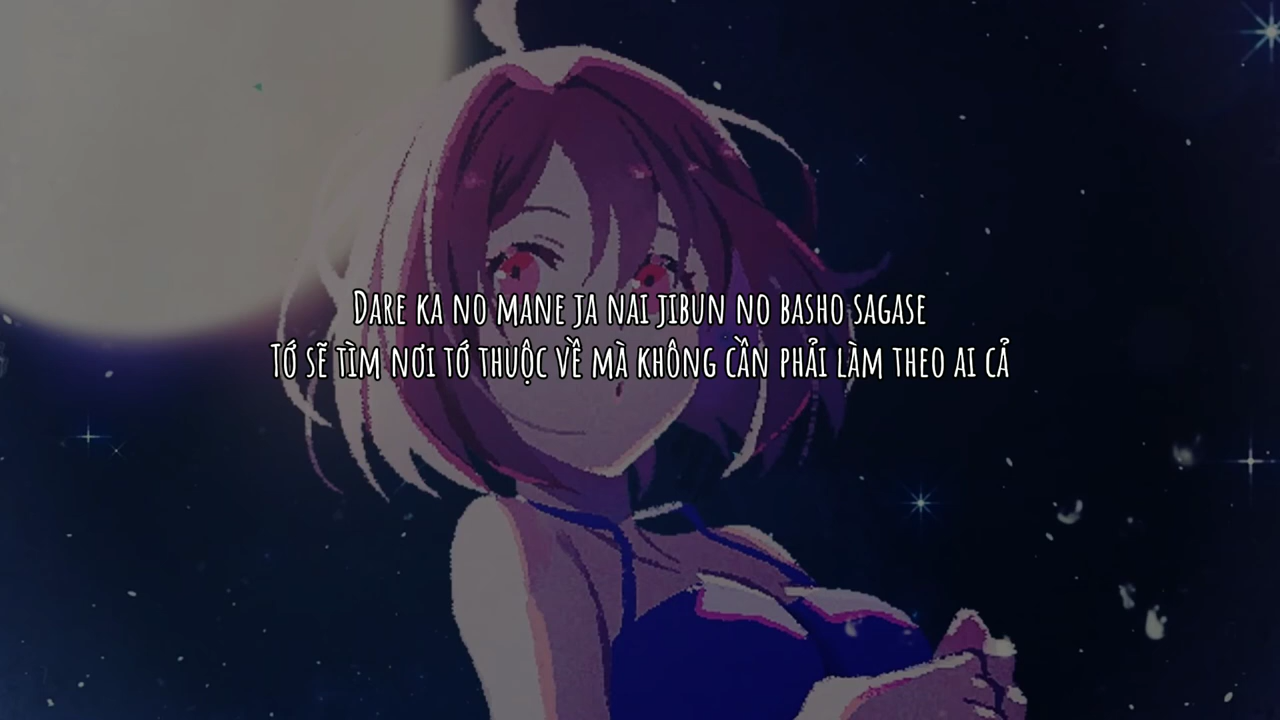 Dare ka no mane ja nai jibun no basho sagase
Tớ sẽ tìm nơi tớ thuộc về mà không cần phải làm theo ai cả